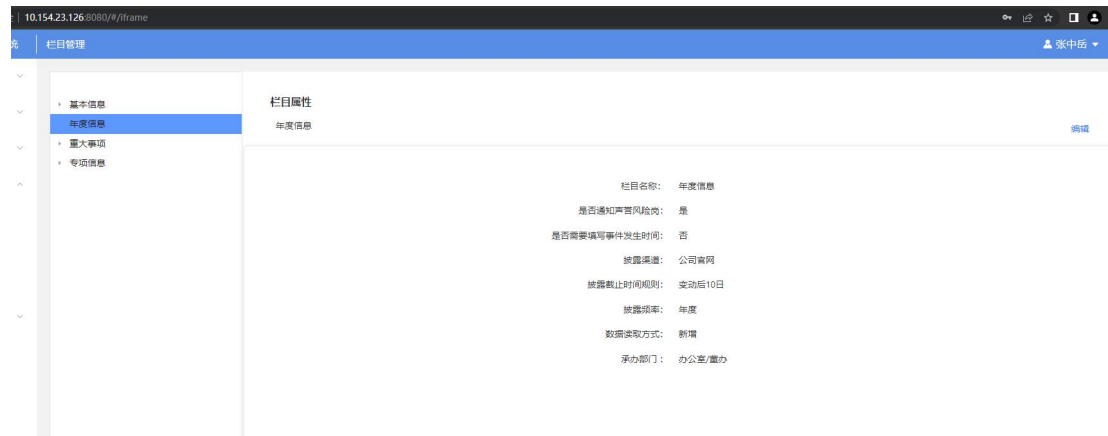 10.154.23.126:8080/#/iframe
统 栏目管理 张中岳
基本信息
年度信息
重大事项
专项信息
栏目属性
年度信息 编辑
栏目名称： 年度信息
是否通知声誉风险岗： 是
是否需要填写事件发生时间： 否
披露渠道： 公司官网
披露截止时间规则： 变动后10日
披露频率： 年度
数据读取方式： 新增
承办部门： 办公室/董办